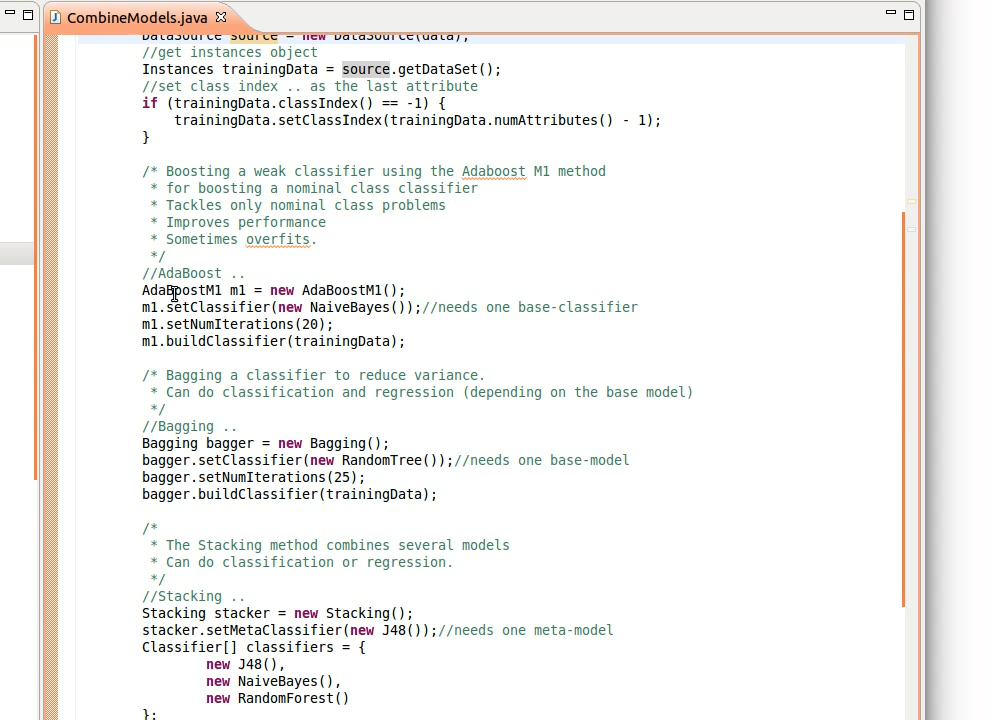 CombineModels.java
DataSource source = new DataSource(data);
//get instances object
Instances trainingData = source.getDataSet();
//set class index .. as the last attribute
if (trainingData.classIndex() == -1) {
trainingData.setClassIndex(trainingData.numAttributes() - 1);
}
/* Boosting a weak classifier using the Adaboost M1 method
* for boosting a nominal class classifier
* Tackles only nominal class problems
* Improves performance
* Sometimes overfits.
*/
//AdaBoost ..
AdaBoostM1 m1 = new AdaBoostM1();
m1.setClassifier(new NaiveBayes());//needs one base-classifier
m1.setNumIterations(20);
m1.buildClassifier(trainingData);
/* Bagging a classifier to reduce variance.
* Can do classification and regression (depending on the base model)
*/
//Bagging ..
Bagging bagger = new Bagging();
bagger.setClassifier(new RandomTree());//needs one base-model
bagger.setNumIterations(25);
bagger.buildClassifier(trainingData);
/*
* The Stacking method combines several models
* Can do classification or regression.
*/
//Stacking ..
Stacking stacker = new Stacking();
stacker.setMetaClassifier(new J48());//needs one meta-model
Classifier[] classifiers = {
new J48(),
new NaiveBayes(),
new RandomForest()
};